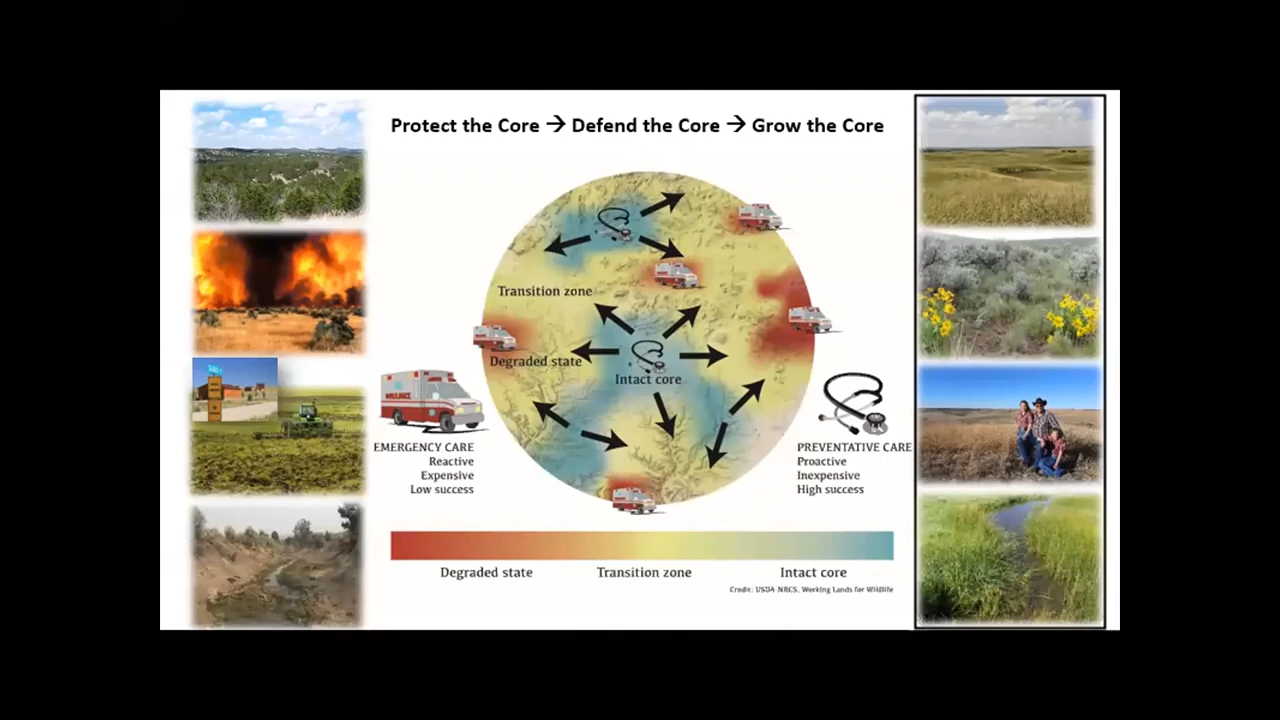 Protect the Core → Defend the Core → Grow the Core
Transition zone
Degraded state
Intact core
AMBULANCE
EMERGENCY CARE
Reactive
Expensive
Low success
PREVENTATIVE CARE
Proactive
Inexpensive
High success
Degraded state
Transition zone
Intact core
Credit: USDA NRCS, Working Lands for Wildlife